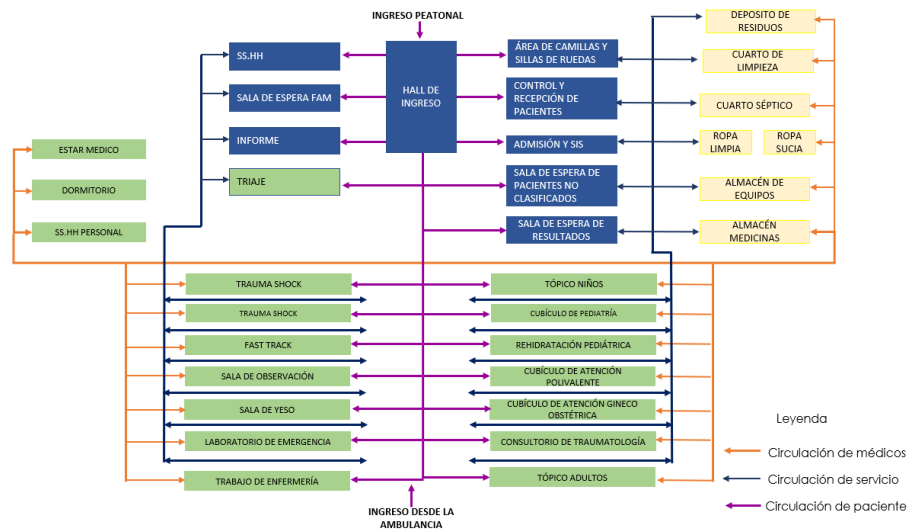 INGRESO PEATONAL
SS.HH
SALA DE ESPERA FAM
INFORME
TRIAJE
HALL DE
INGRESO
ÁREA DE CAMILLAS Y
SILLAS DE RUEDAS
CONTROL Y
RECEPCIÓN DE
PACIENTES
ADMISIÓN Y SIS
SALA DE ESPERA DE
PACIENTES NO
CLASIFICADOS
SALA DE ESPERA DE
RESULTADOS
DEPOSITO DE
RESIDUOS
CUARTO DE
LIMPIEZA
CUARTO SÉPTICO
ROPA
LIMPIA
ROPA
SUCIA
ALMACÉN DE
EQUIPOS
ALMACÉN
MEDICINAS
ESTAR MEDICO
DORMITORIO
SS.HH PERSONAL
TRAUMA SHOCK
TRAUMA SHOCK
FAST TRACK
SALA DE OBSERVACIÓN
SALA DE YESO
LABORATORIO DE EMERGENCIA
TRABAJO DE ENFERMERÍA
TÓPICO NIÑOS
CUBÍCULO DE PEDIATRÍA
REHIDRATACIÓN PEDIÁTRICA
CUBÍCULO DE ATENCIÓN
POLIVALENTE
CUBÍCULO DE ATENCIÓN GINECO
OBSTÉTRICA
CONSULTORIO DE TRAUMATOLOGÍA
TÓPICO ADULTOS
INGRESO DESDE LA
AMBULANCIA
Leyenda
Circulación de médicos
Circulación de servicio
Circulación de paciente